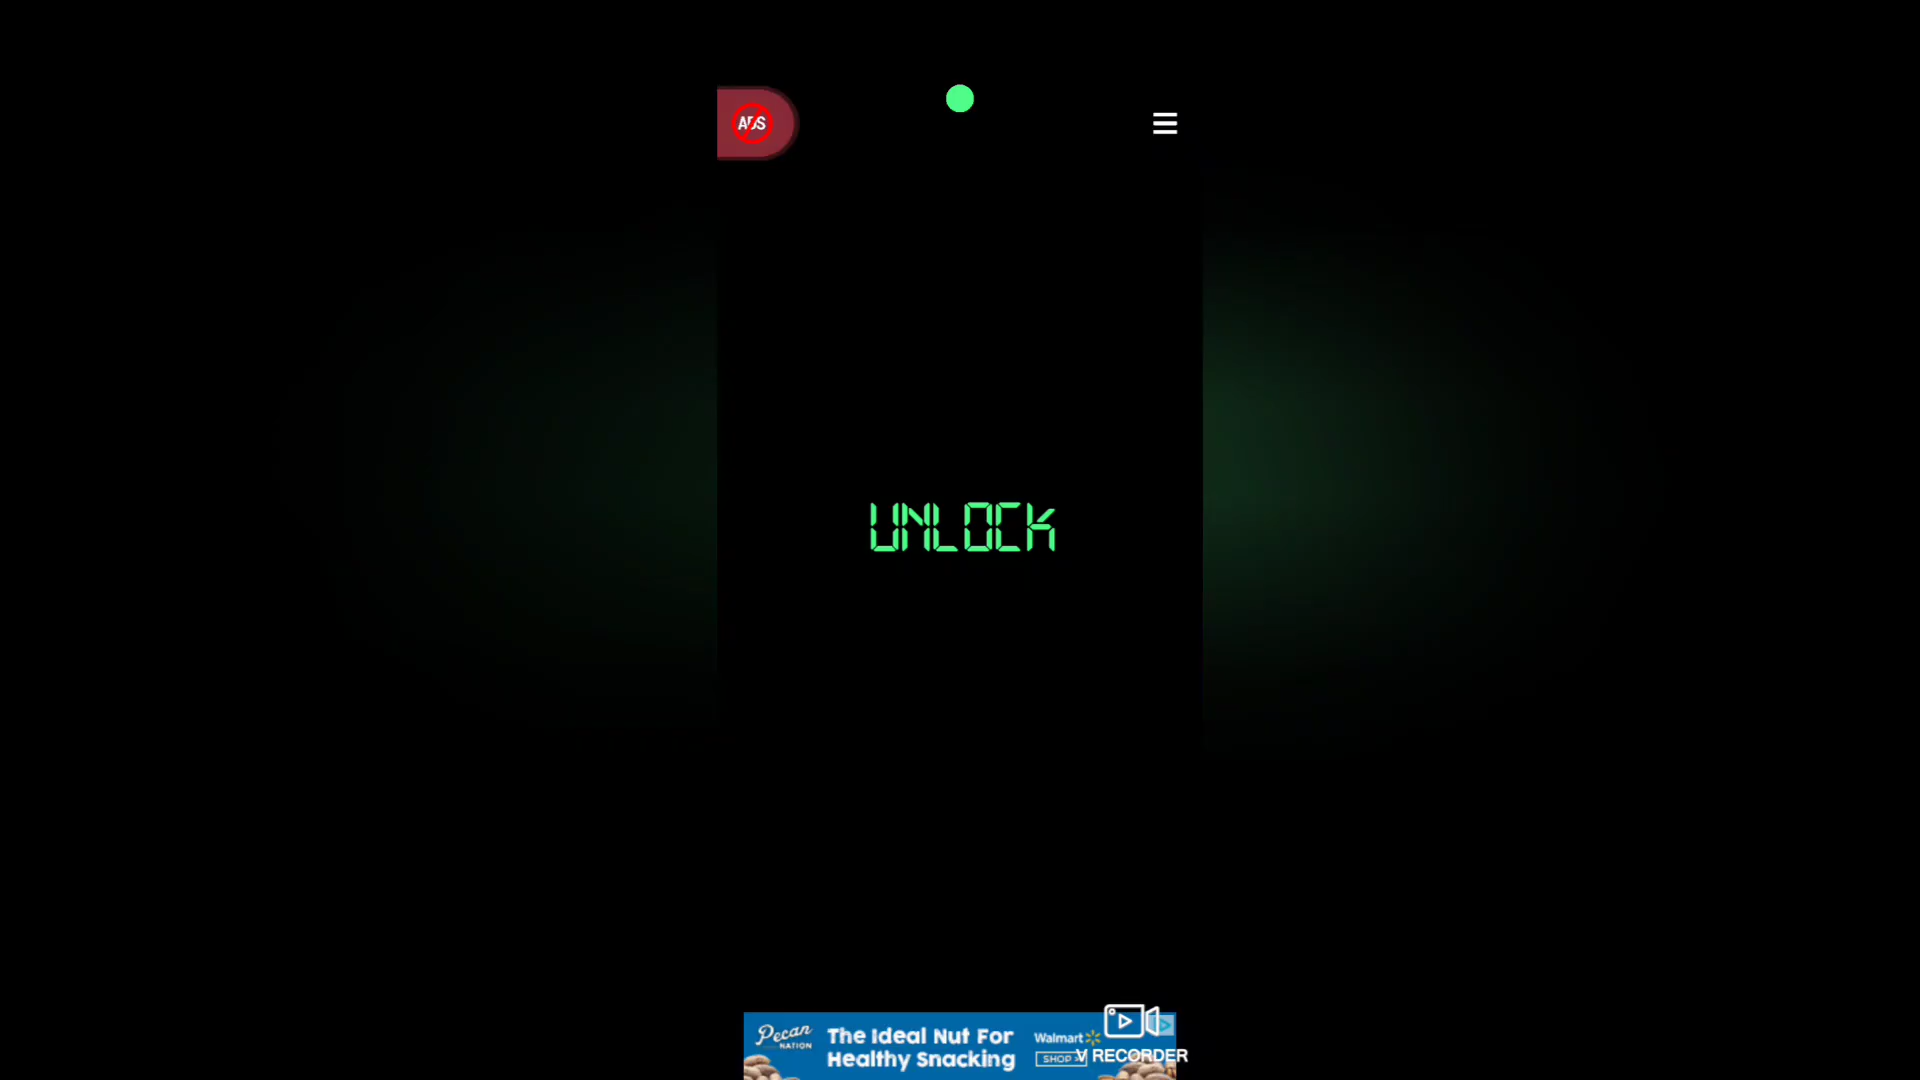 ADS
UNLOCK
Pecan
NATION
The Ideal Nut For
Healthy Snacking
Walmart
SHOP
V RECORDER